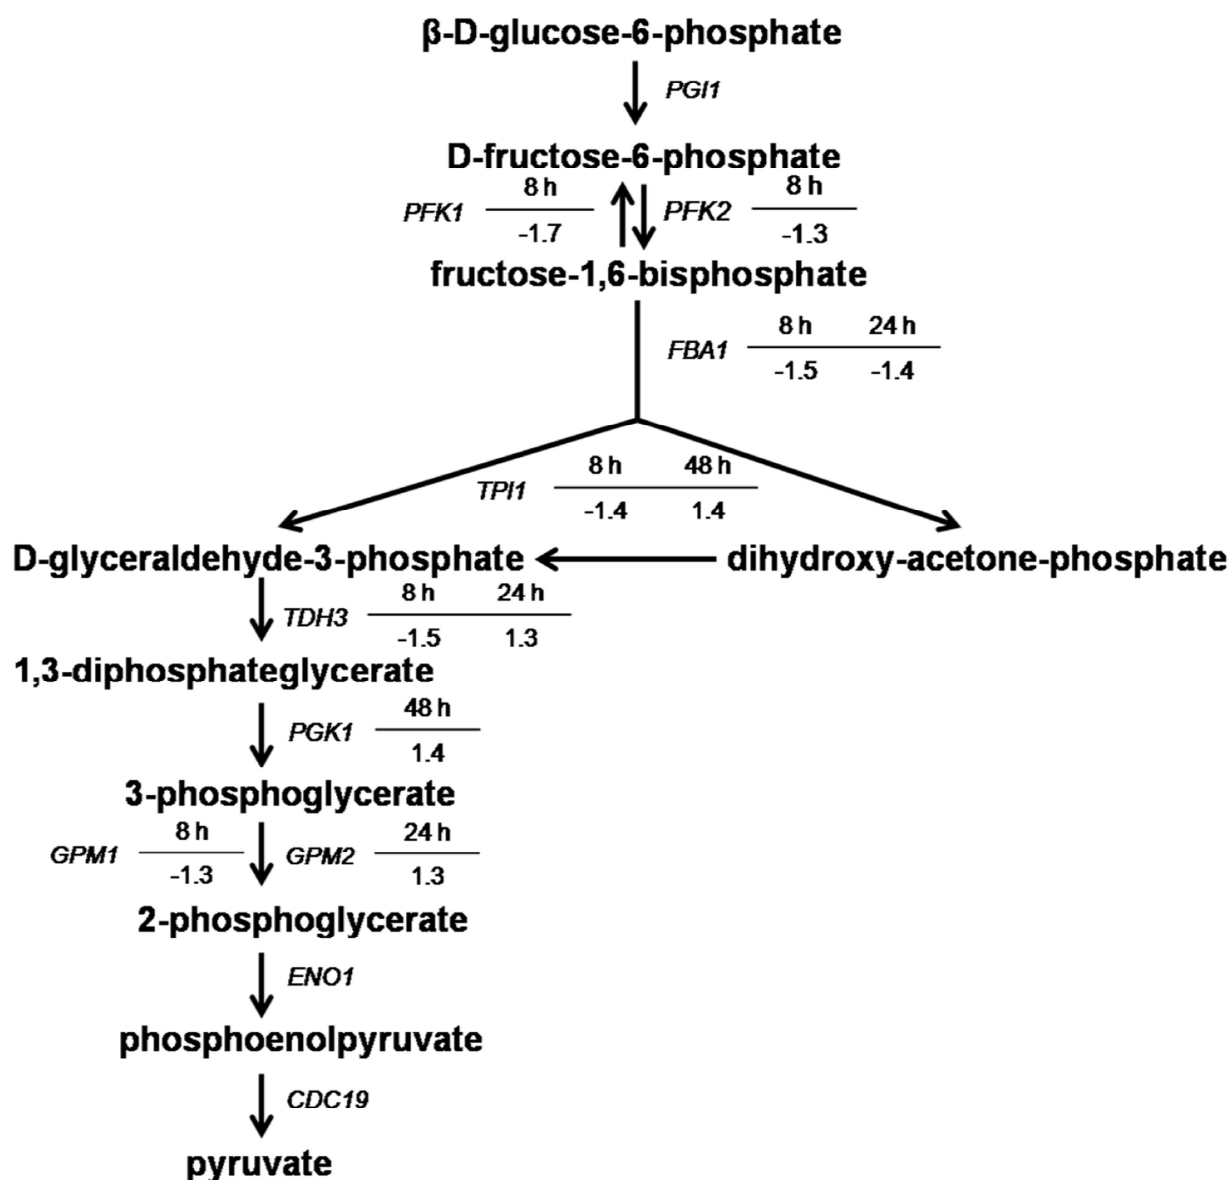 β-D-glucose-6-phosphate
PGI1
D-fructose-6-phosphate
8 h 8 h
PFK1 PFK2
-1.7 -1.3
fructose-1,6-bisphosphate
8 h 24 h
FBA1
-1.5 -1.4
8 h 48 h
TPI1
-1.4 1.4
D-glyceraldehyde-3-phosphate dihydroxy-acetone-phosphate
8 h 24 h
TDH3
-1.5 1.3
1,3-diphosphateglycerate
48 h
PGK1
1.4
3-phosphoglycerate
8 h 24 h
GPM1 GPM2
-1.3 1.3
2-phosphoglycerate
ENO1
phosphoenolpyruvate
CDC19
pyruvate